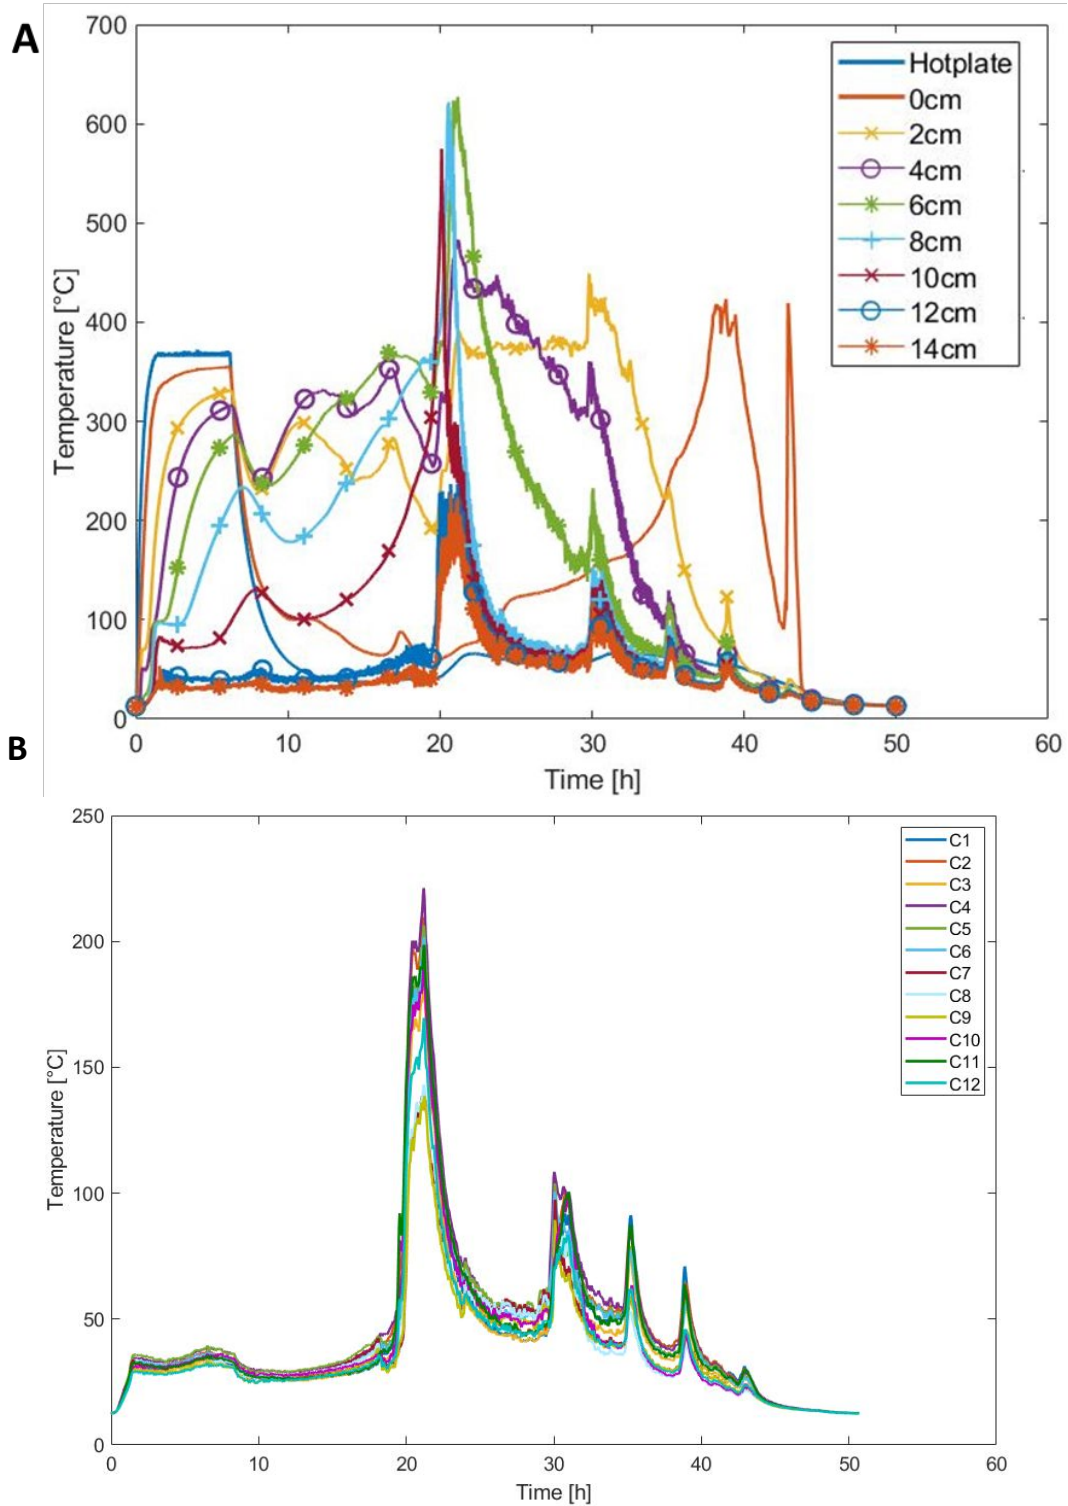 A
700
600
500
400
300
200
100
0
Temperature [°C]
0 10 20 30 40 50 60
Time [h]
Hotplate
0cm
2cm
4cm
6cm
8cm
10cm
12cm
14cm
B
250
200
150
100
50
0
Temperature [°C]
0 10 20 30 40 50 60
Time [h]
C1
C2
C3
C4
C5
C6
C7
C8
C9
C10
C11
C12